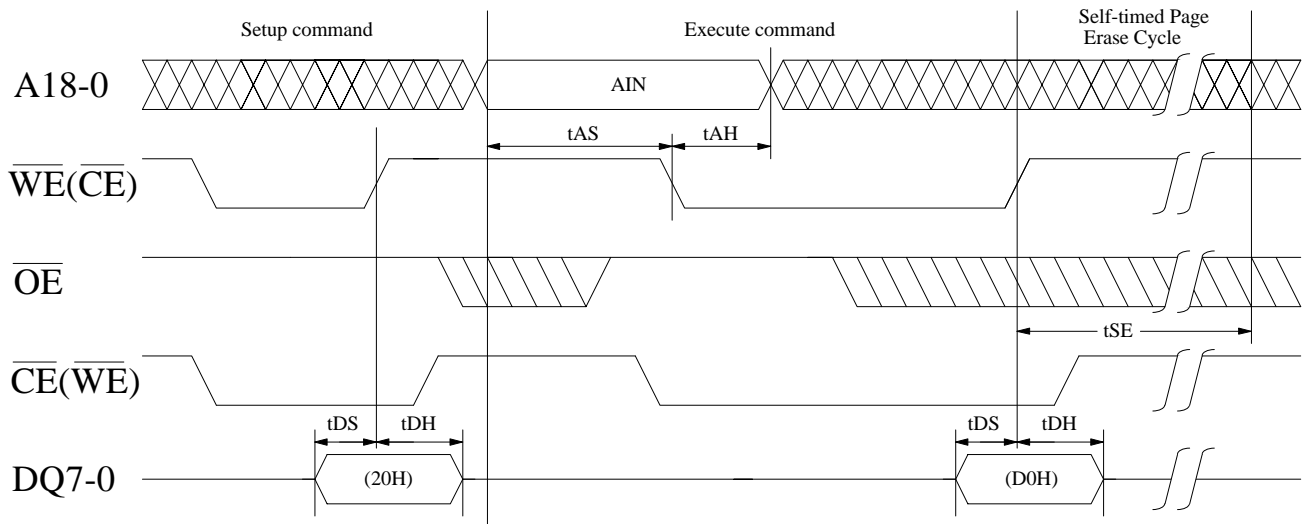 Setup command
Execute command
Self-timed Page
Erase Cycle
A18-0
AIN
tAS
tAH
WE(CE)
OE
tSE
CE(WE)
tDS
tDH
tDS
tDH
DQ7-0
(20H)
(D0H)